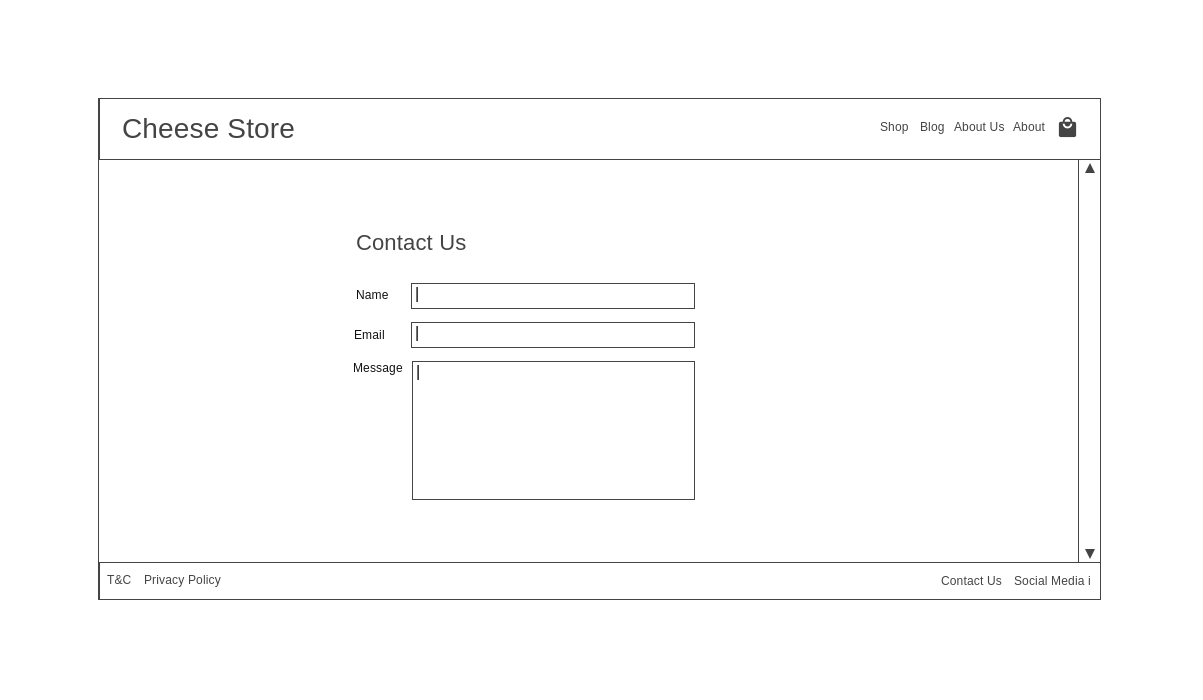 Cheese Store
Shop Blog About Us About
Contact Us
Name
Email
Message
T&C Privacy Policy
Contact Us Social Media i